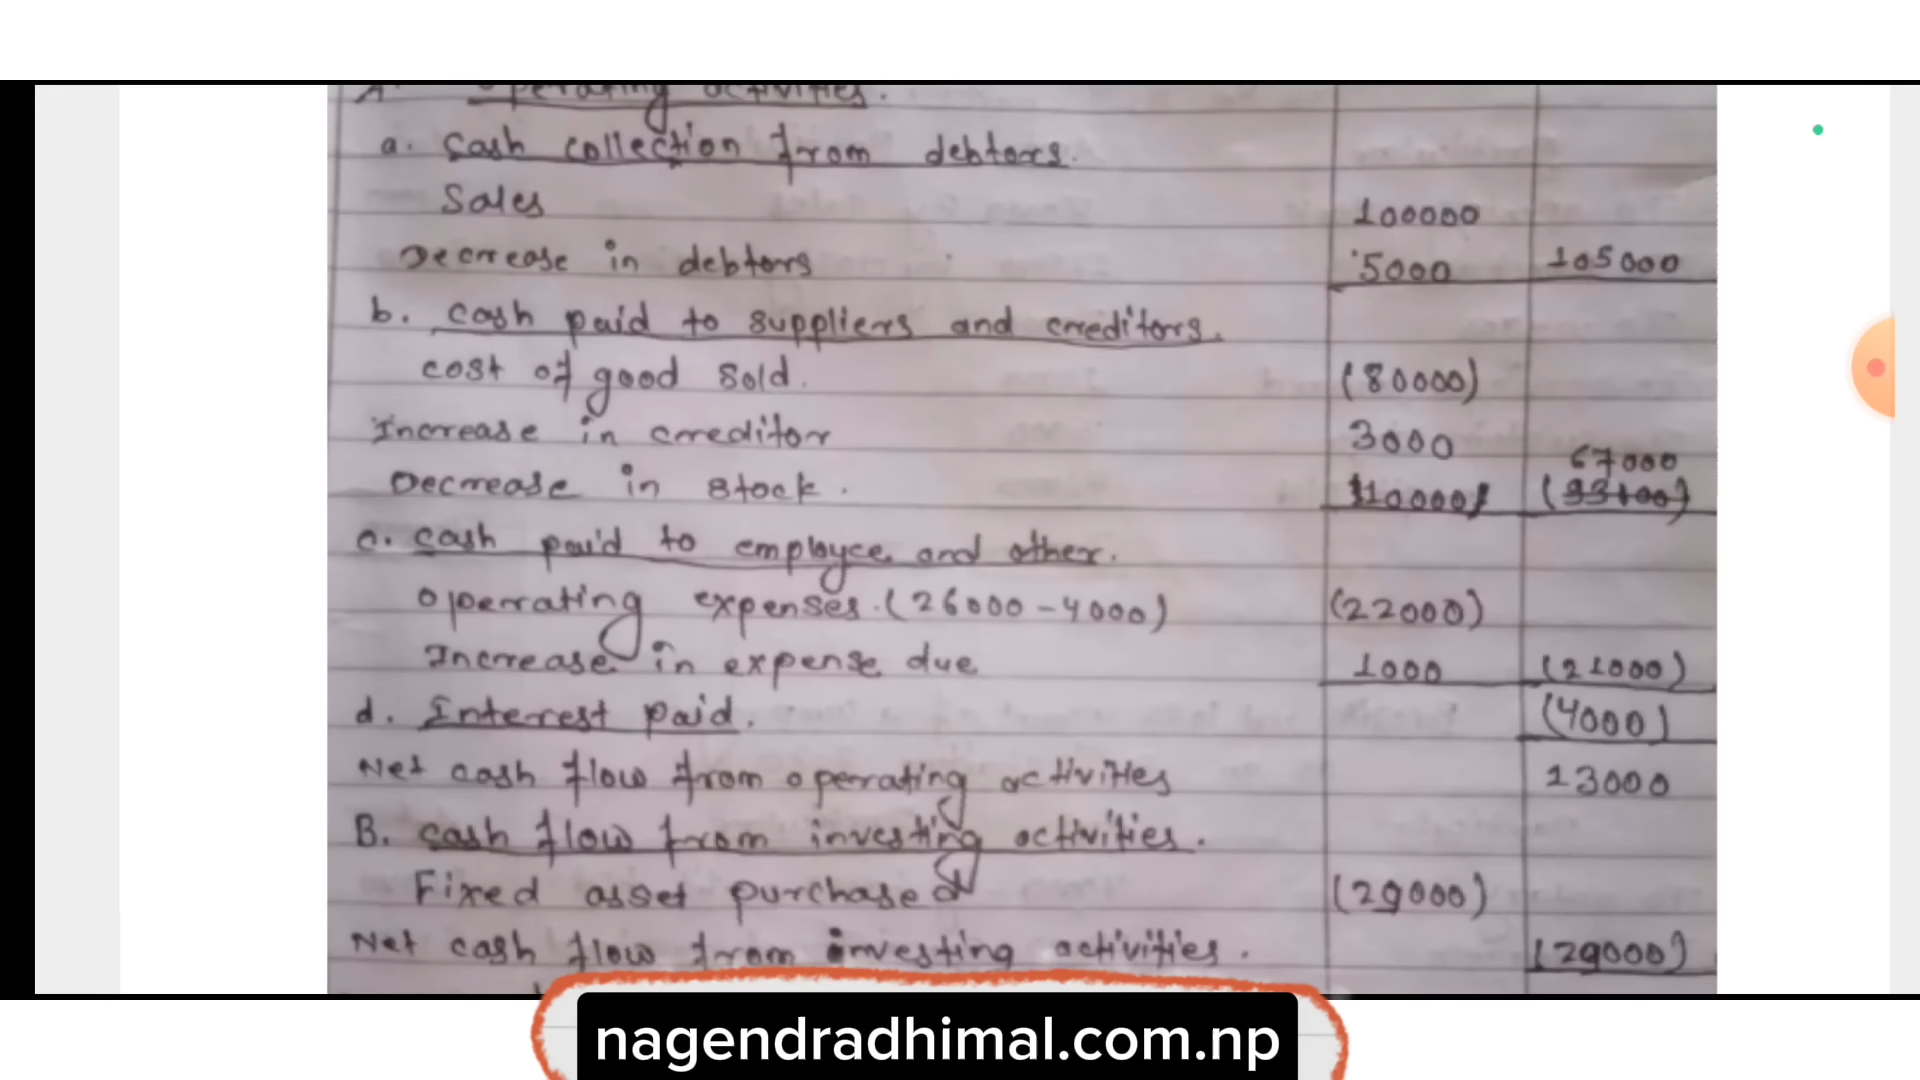 A. Operating activities.
a. Cash collection from debtors.
Sales 100000
Decrease in debtors 5000 105000
b. cash paid to suppliers and creditors.
cost of good sold. (80000)
Increase in creditor 3000
67000
Decrease in stock. 10000 (93100)
c. cash paid to employee and other.
operating expenses. (26000-4000) (22000)
Increase in expense due 1000 (21000)
d. Interest paid. (4000)
Net cash flow from operating activities 13000
B. cash flow from investing activities.
Fixed asset purchased (29000)
Net cash flow from investing activities. (29000)
nagendradhimal.com.np